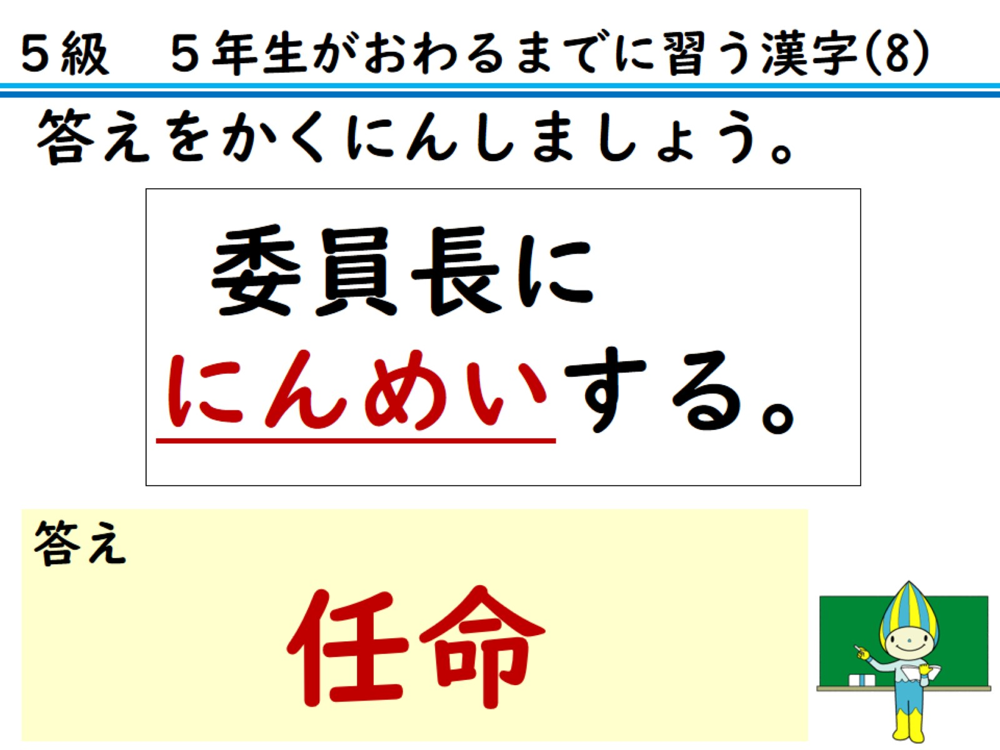 ５級　５年生がおわるまでに習う漢字(8)
答えをかくにんしましょう。
委員長に
にんめいする。
答え
任命